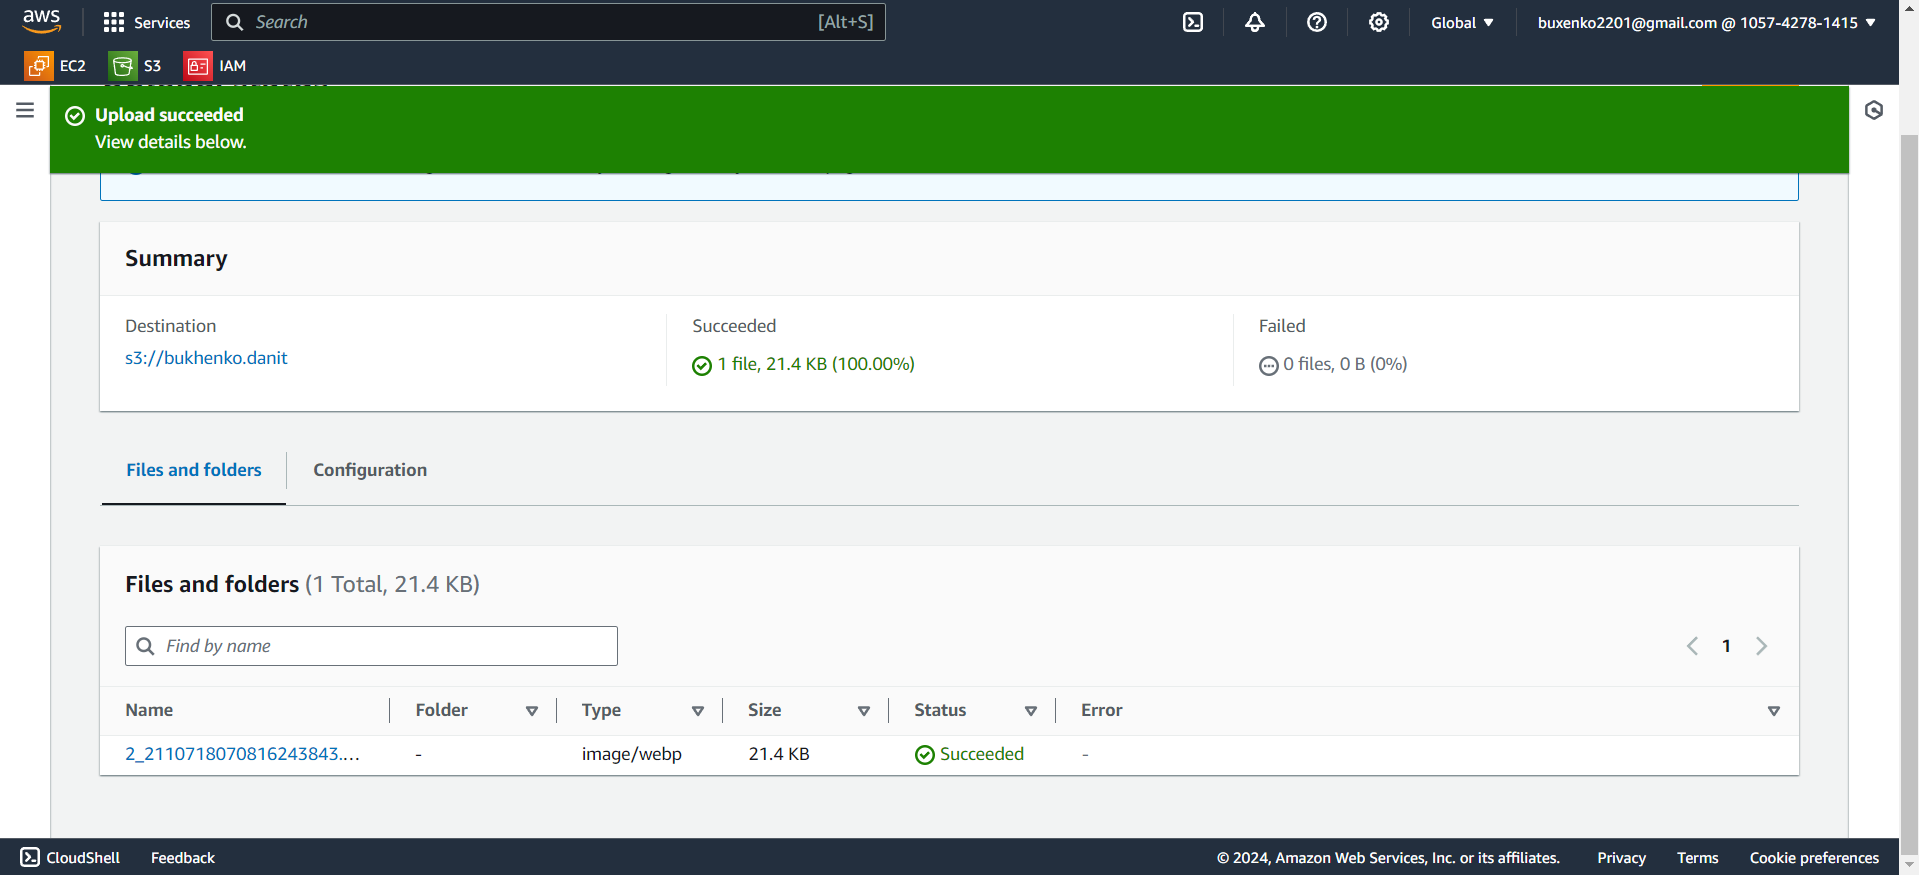 aws Services Search [Alt+S] Global buxenko2201@gmail.com @ 1057-4278-1415
EC2 S3 IAM
Upload succeeded
View details below.
Summary
Destination Succeeded Failed
s3://bukhenko.danit 1 file, 21.4 KB (100.00%) 0 files, 0 B (0%)
Files and folders Configuration
Files and folders (1 Total, 21.4 KB)
Find by name 1
Name Folder Type Size Status Error
2_2110718070816243843.... - image/webp 21.4 KB Succeeded -
CloudShell Feedback © 2024, Amazon Web Services, Inc. or its affiliates. Privacy Terms Cookie preferences